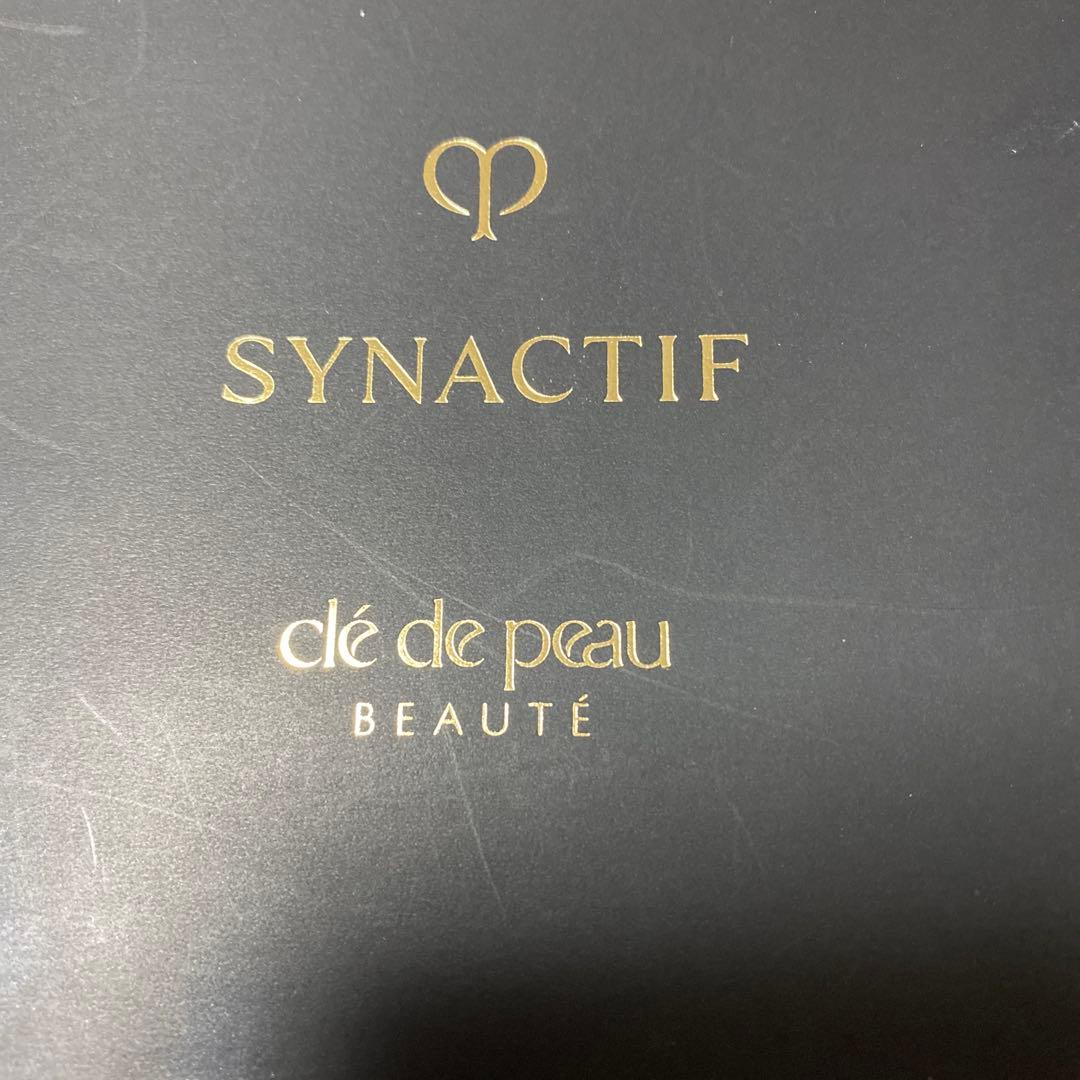 SYNACTIF
clé de peau
BEAUTÉ